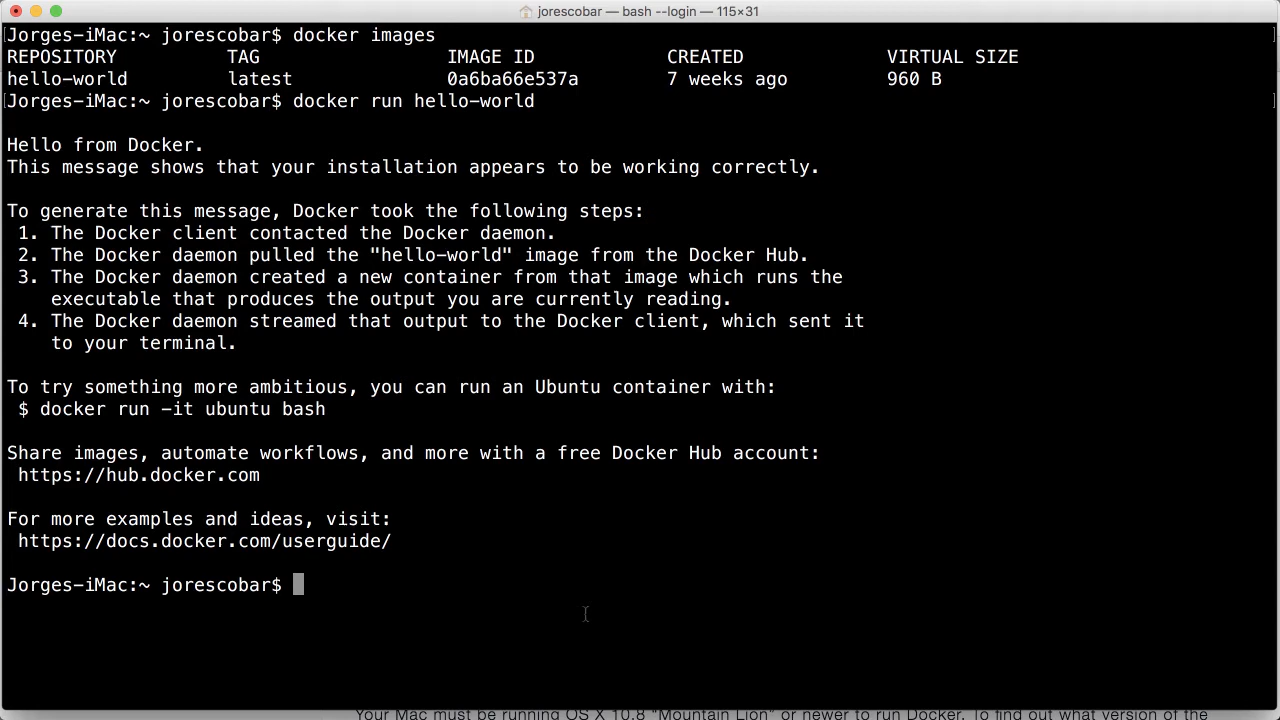 jorescobar — bash --login — 115×31
Jorges-iMac:~ jorescobar$ docker images
REPOSITORY TAG IMAGE ID CREATED VIRTUAL SIZE
hello-world latest 0a6ba66e537a 7 weeks ago 960 B
Jorges-iMac:~ jorescobar$ docker run hello-world
Hello from Docker.
This message shows that your installation appears to be working correctly.
To generate this message, Docker took the following steps:
1. The Docker client contacted the Docker daemon.
2. The Docker daemon pulled the "hello-world" image from the Docker Hub.
3. The Docker daemon created a new container from that image which runs the
executable that produces the output you are currently reading.
4. The Docker daemon streamed that output to the Docker client, which sent it
to your terminal.
To try something more ambitious, you can run an Ubuntu container with:
$ docker run -it ubuntu bash
Share images, automate workflows, and more with a free Docker Hub account:
https://hub.docker.com
For more examples and ideas, visit:
https://docs.docker.com/userguide/
Jorges-iMac:~ jorescobar$
Your Mac must be running OS X 10.8 "Mountain Lion" or newer to run Docker. To find out what version of the